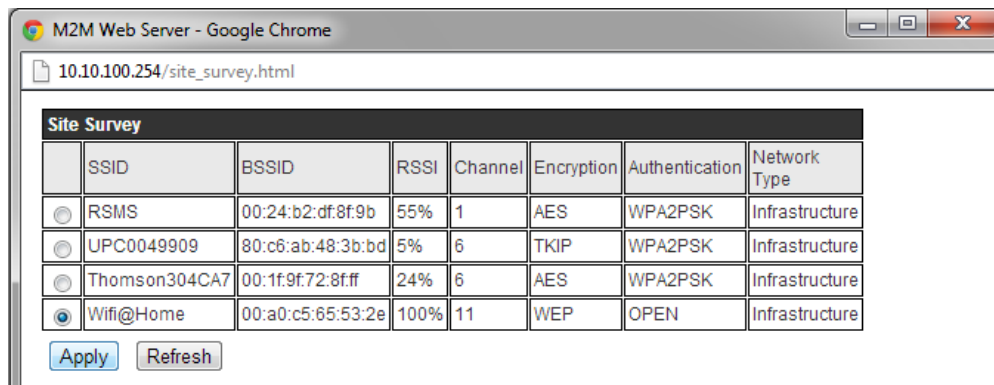 M2M Web Server - Google Chrome
10.10.100.254/site_survey.html
Site Survey
SSID BSSID RSSI Channel Encryption Authentication Network Type
RSMS 00:24:b2:df:8f:9b 55% 1 AES WPA2PSK Infrastructure
UPC0049909 80:c6:ab:48:3b:bd 5% 6 TKIP WPA2PSK Infrastructure
Thomson304CA7 00:1f:9f:72:8f:ff 24% 6 AES WPA2PSK Infrastructure
Wifi@Home 00:a0:c5:65:53:2e 100% 11 WEP OPEN Infrastructure
Apply Refresh